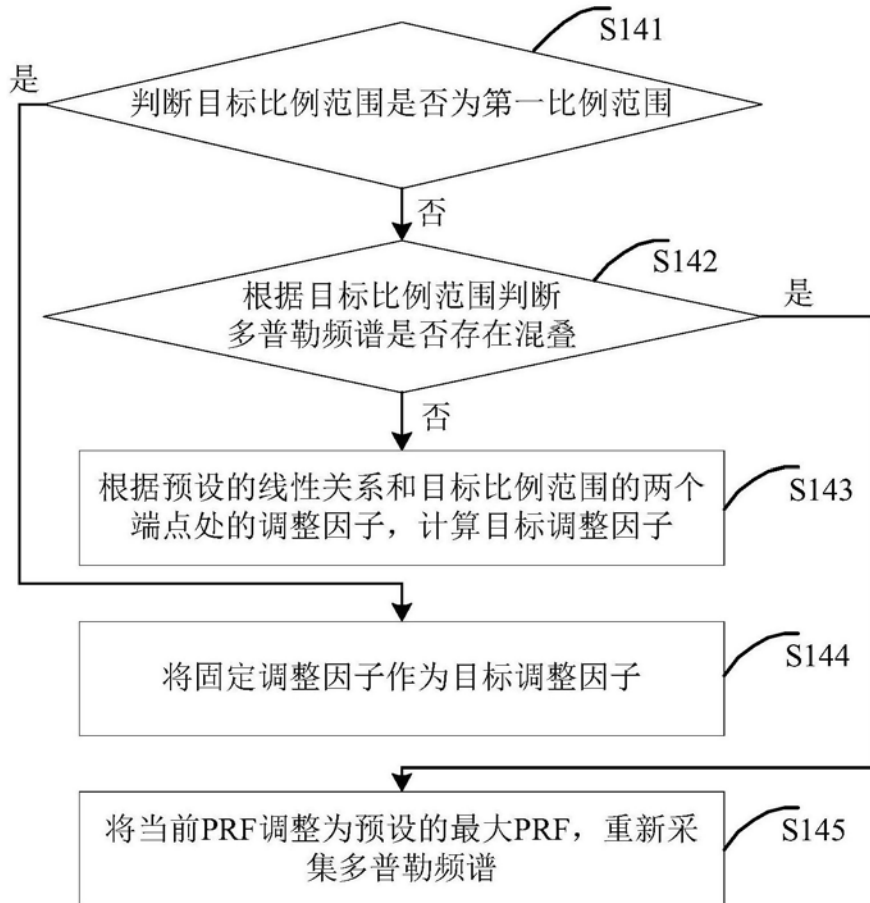 S141
是
判断目标比例范围是否为第一比例范围
否
S142
根据目标比例范围判断
多普勒频谱是否存在混叠
是
否
根据预设的线性关系和目标比例范围的两个
端点处的调整因子，计算目标调整因子
S143
将固定调整因子作为目标调整因子
S144
将当前PRF调整为预设的最大PRF，重新采
集多普勒频谱
S145